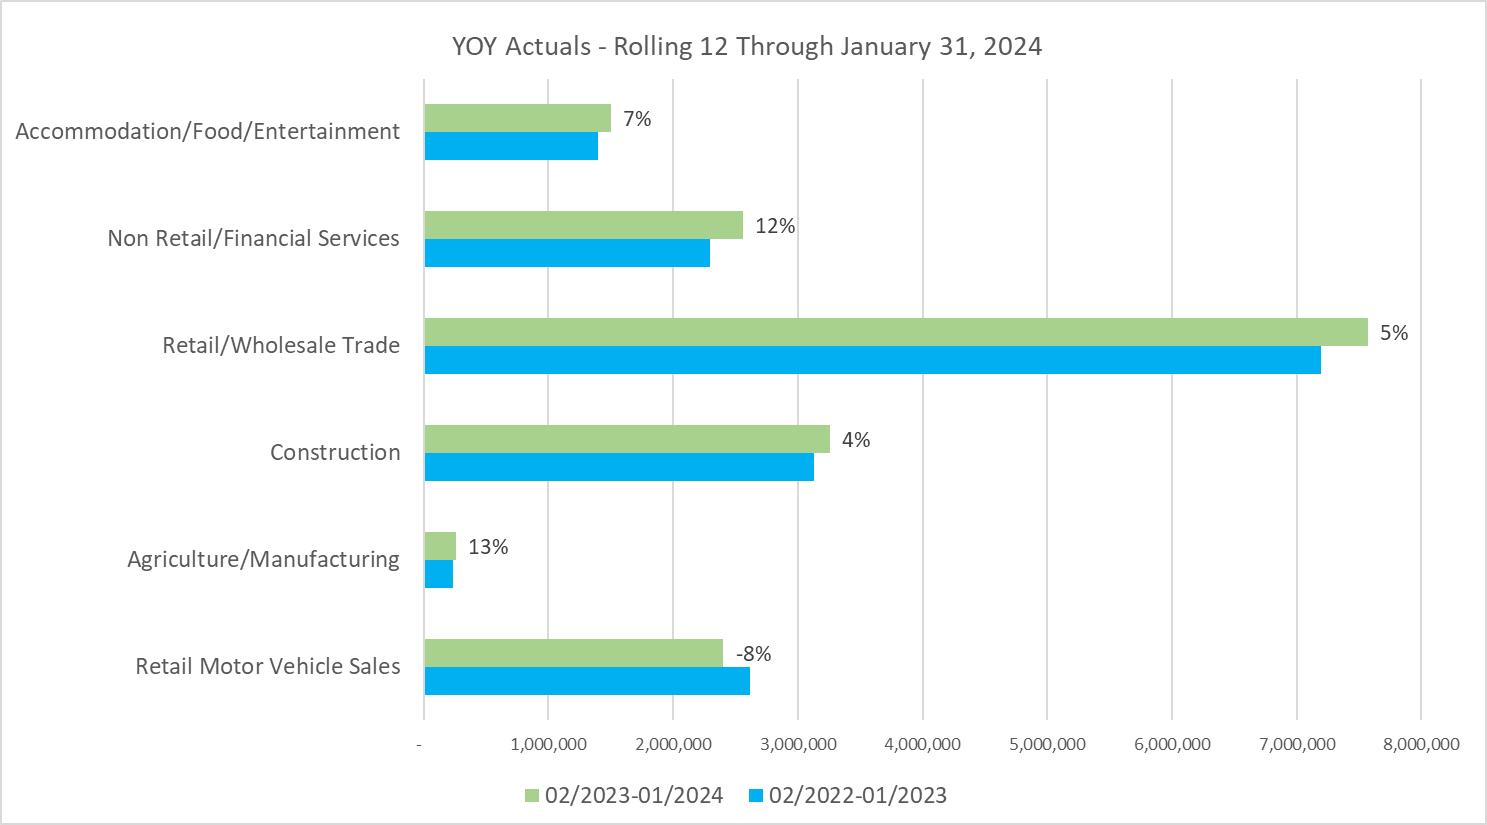 YOY Actuals - Rolling 12 Through January 31, 2024
Accommodation/Food/Entertainment
7%
Non Retail/Financial Services
12%
Retail/Wholesale Trade
5%
Construction
4%
Agriculture/Manufacturing
13%
Retail Motor Vehicle Sales
-8%
- 1,000,000 2,000,000 3,000,000 4,000,000 5,000,000 6,000,000 7,000,000 8,000,000
02/2023-01/2024 02/2022-01/2023